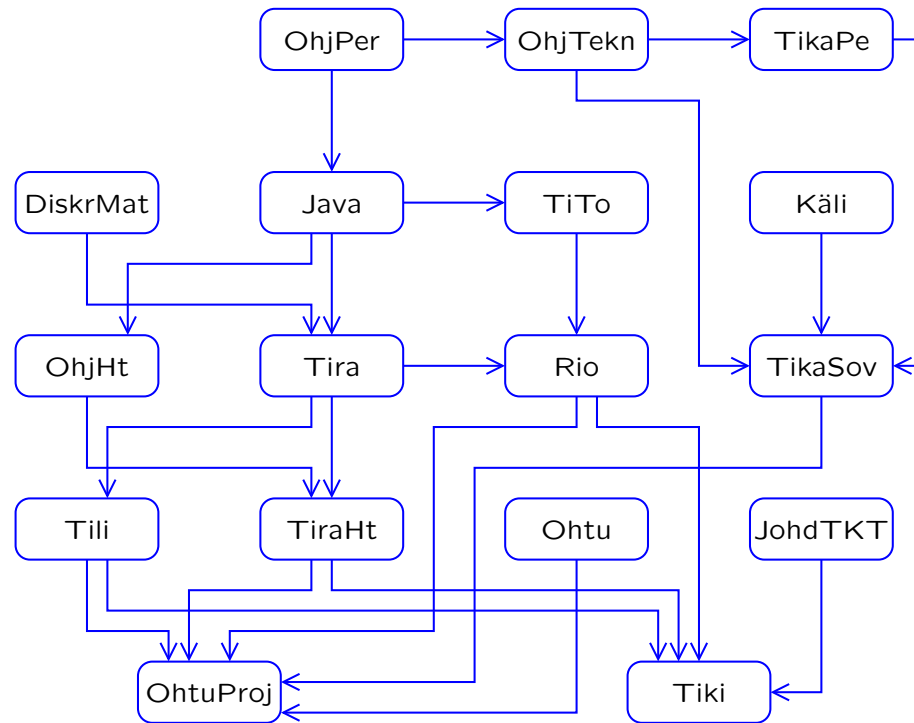 OhjPer
OhjTekn
TikaPe
DiskrMat
Java
TiTo
Käli
OhjHt
Tira
Rio
TikaSov
Tili
TiraHt
Ohtu
JohdTKT
OhtuProj
Tiki